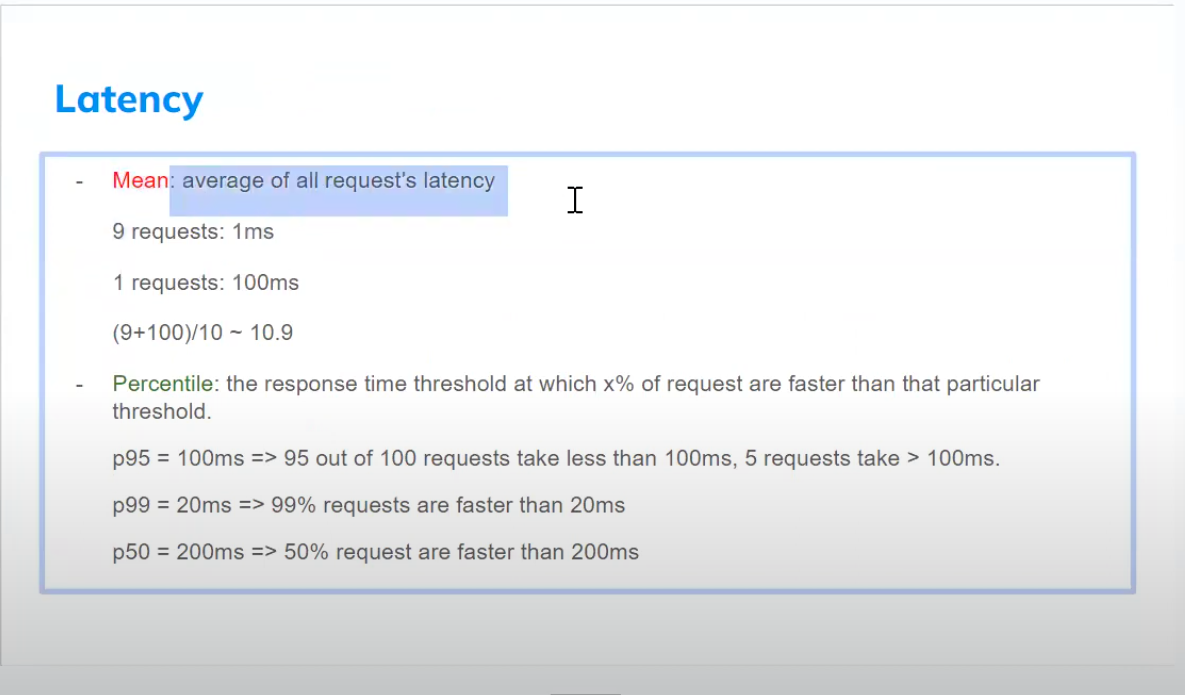 Latency
- Mean: average of all request's latency
9 requests: 1ms
1 requests: 100ms
(9+100)/10 ~ 10.9
- Percentile: the response time threshold at which x% of request are faster than that particular
threshold.
p95 = 100ms => 95 out of 100 requests take less than 100ms, 5 requests take > 100ms.
p99 = 20ms => 99% requests are faster than 20ms
p50 = 200ms => 50% request are faster than 200ms